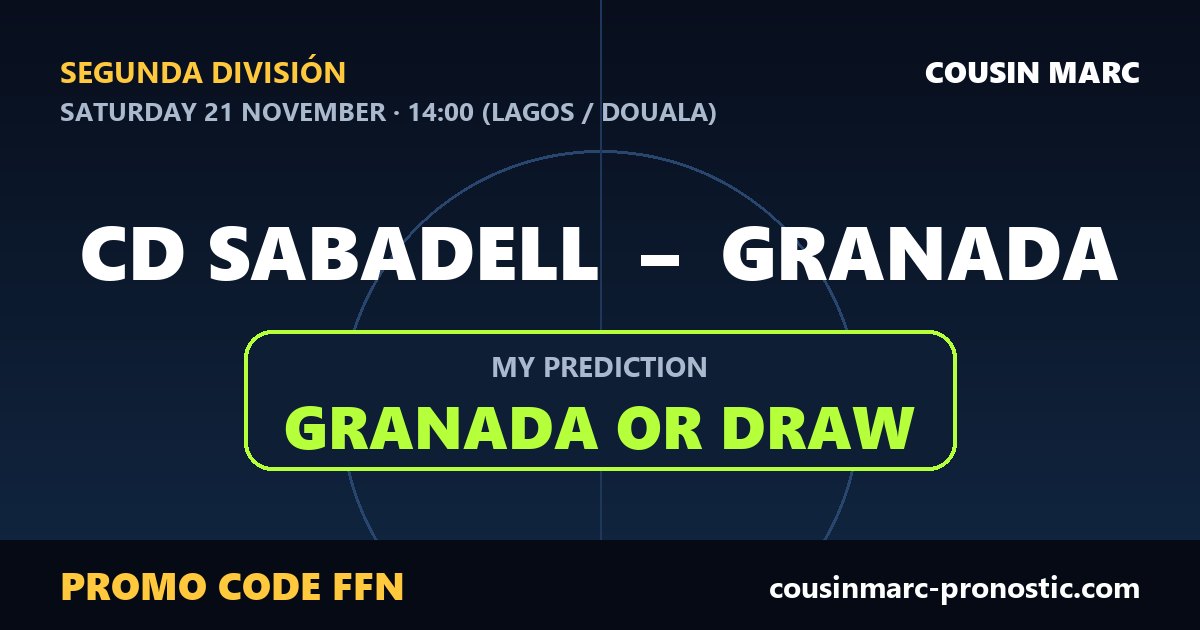 SEGUNDA DIVISIÓN
COUSIN MARC
SATURDAY 21 NOVEMBER · 14:00 (LAGOS / DOUALA)
CD SABADELL – GRANADA
MY PREDICTION
GRANADA OR DRAW
PROMO CODE FFN
cousinmarc-pronostic.com